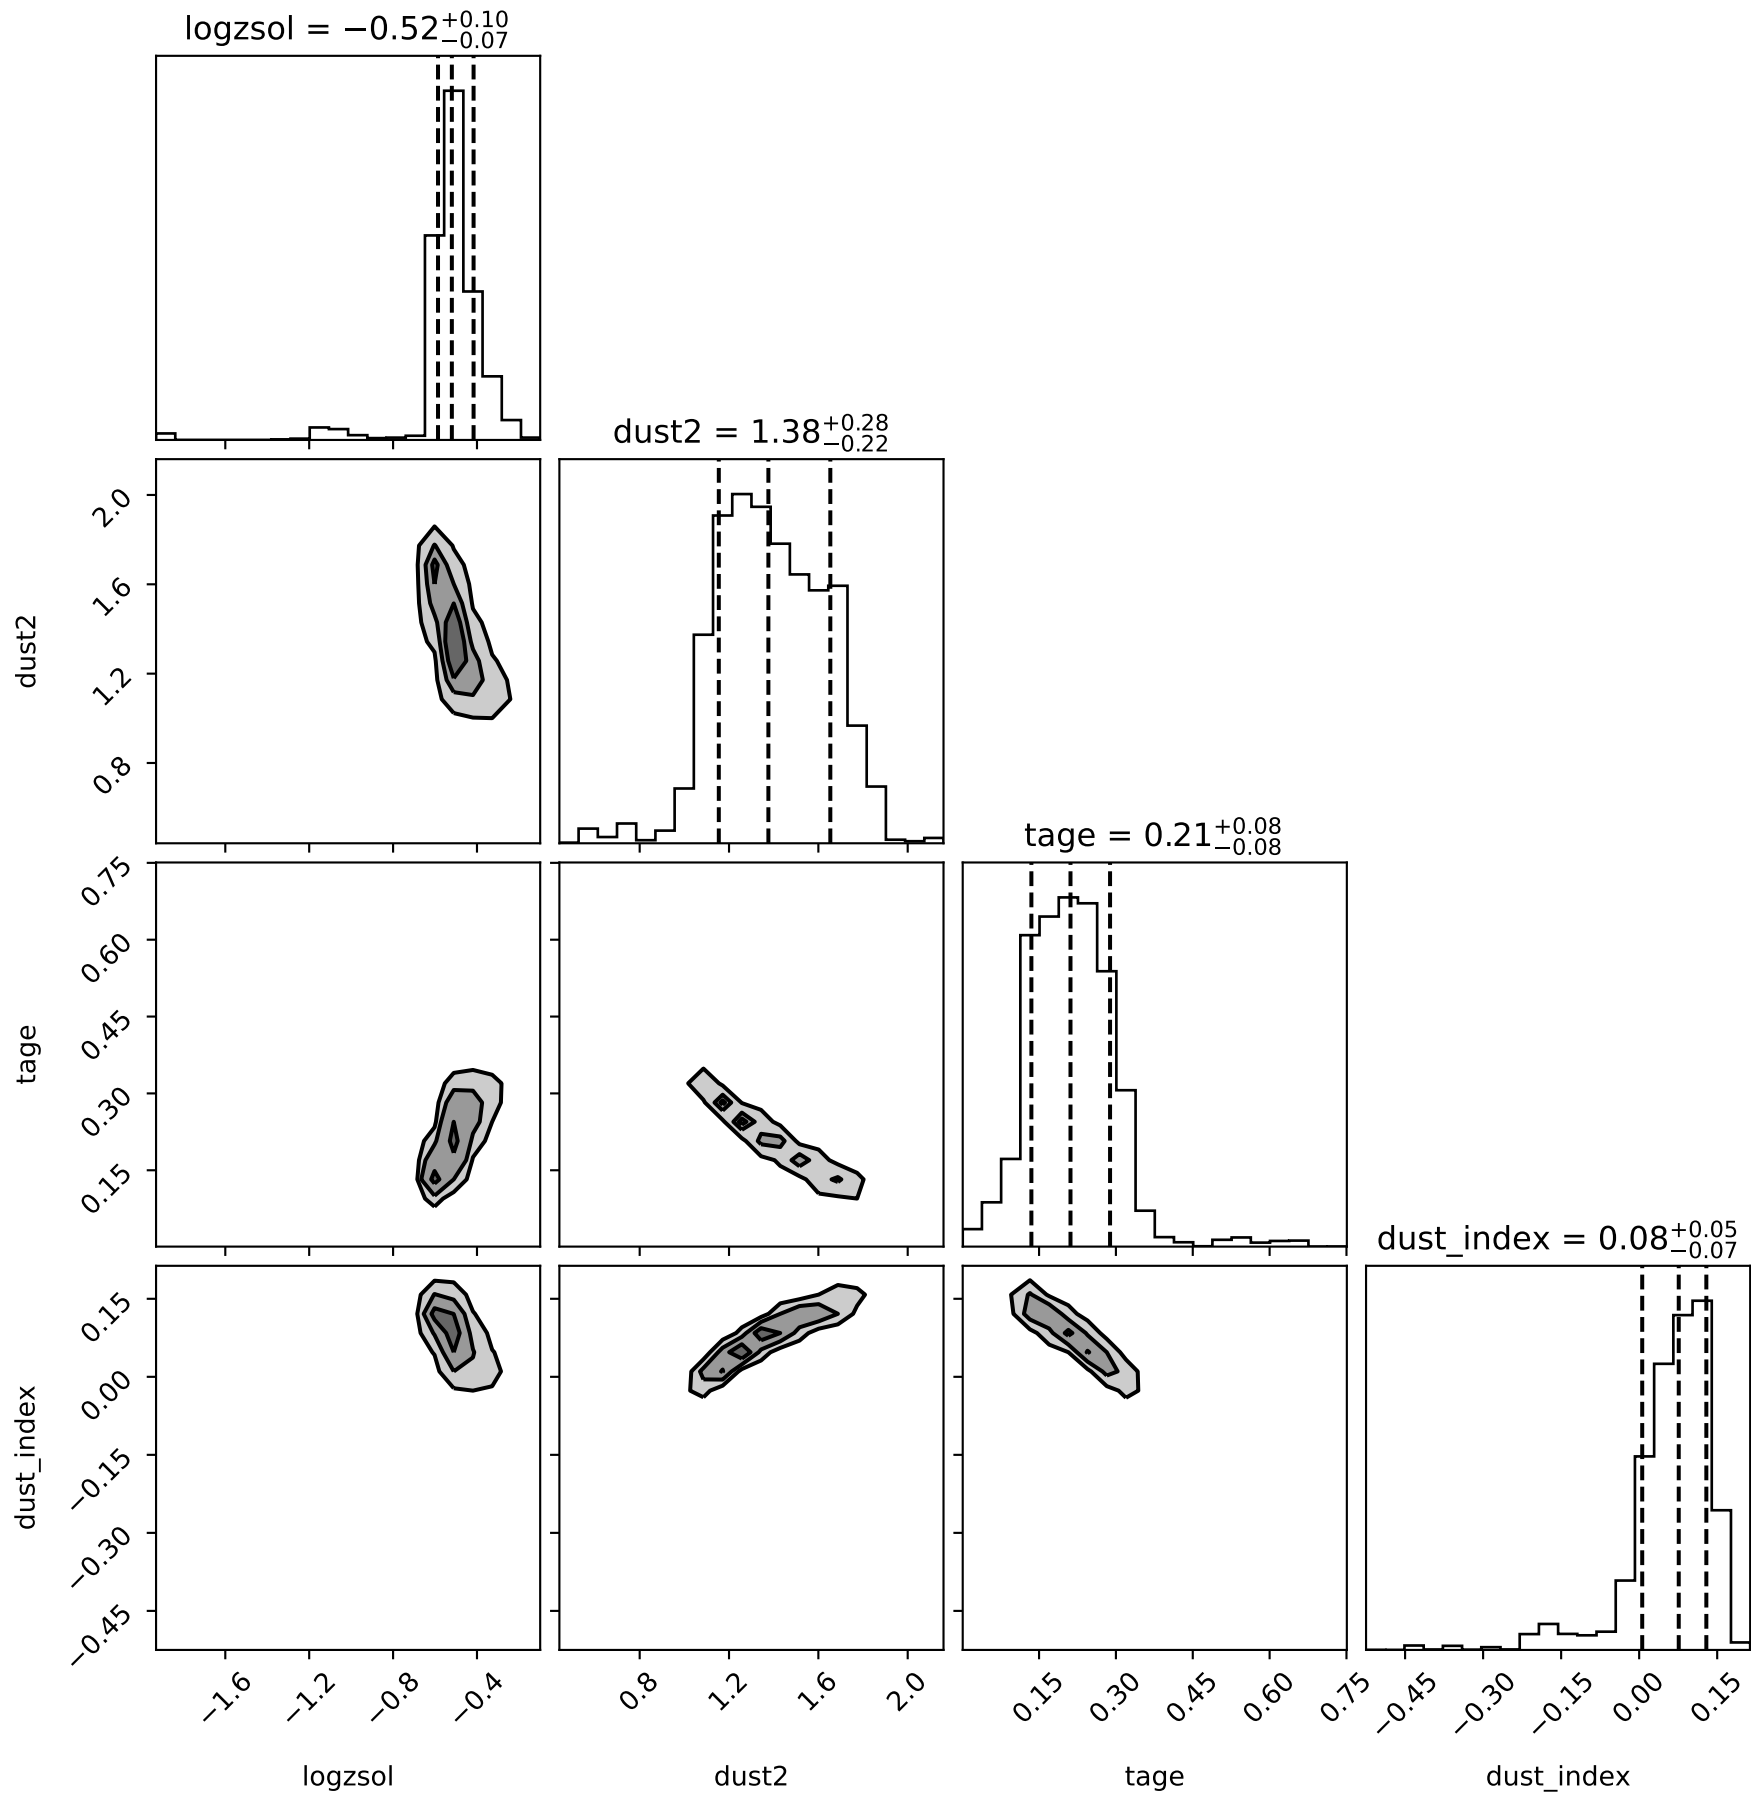 logzsol = −0.52 +0.10 −0.07
dust2 = 1.38 +0.28 −0.22
2.0
1.6
1.2
0.8
dust2
tage = 0.21 +0.08 −0.08
0.75
0.60
0.45
0.30
0.15
tage
dust_index = 0.08 +0.05 −0.07
0.15
0.00
−0.15
−0.30
−0.45
dust_index
−1.6 −1.2 −0.8 −0.4
0.8 1.2 1.6 2.0
0.15 0.30 0.45 0.60 0.75
−0.45 −0.30 −0.15 0.00 0.15
logzsol
dust2
tage
dust_index